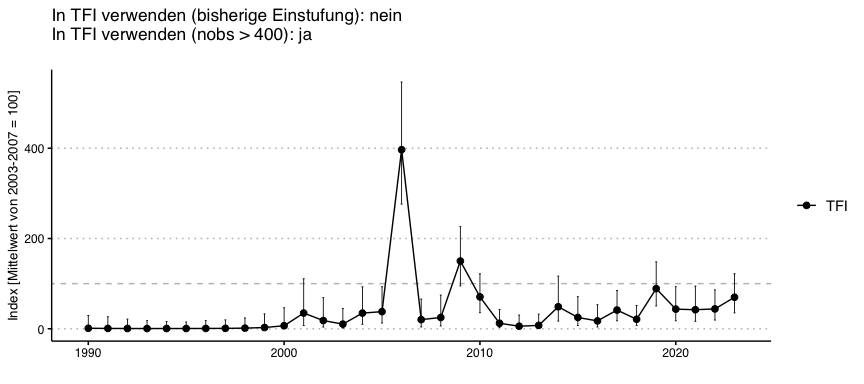 In TFI verwenden (bisherige Einstufung): nein
In TFI verwenden (nobs > 400): ja
Index [Mittelwert von 2003-2007 = 100]
400
200
0
1990
2000
2010
2020
TFI